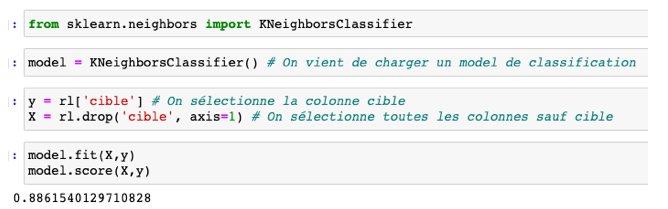 ]: from sklearn.neighbors import KNeighborsClassifier
]: model = KNeighborsClassifier() # On vient de charger un model de classification
]: y = rl['cible'] # On sélectionne la colonne cible
X = rl.drop('cible', axis=1) # On sélectionne toutes les colonnes sauf cible
]: model.fit(X,y)
model.score(X,y)
0.8861540129710828